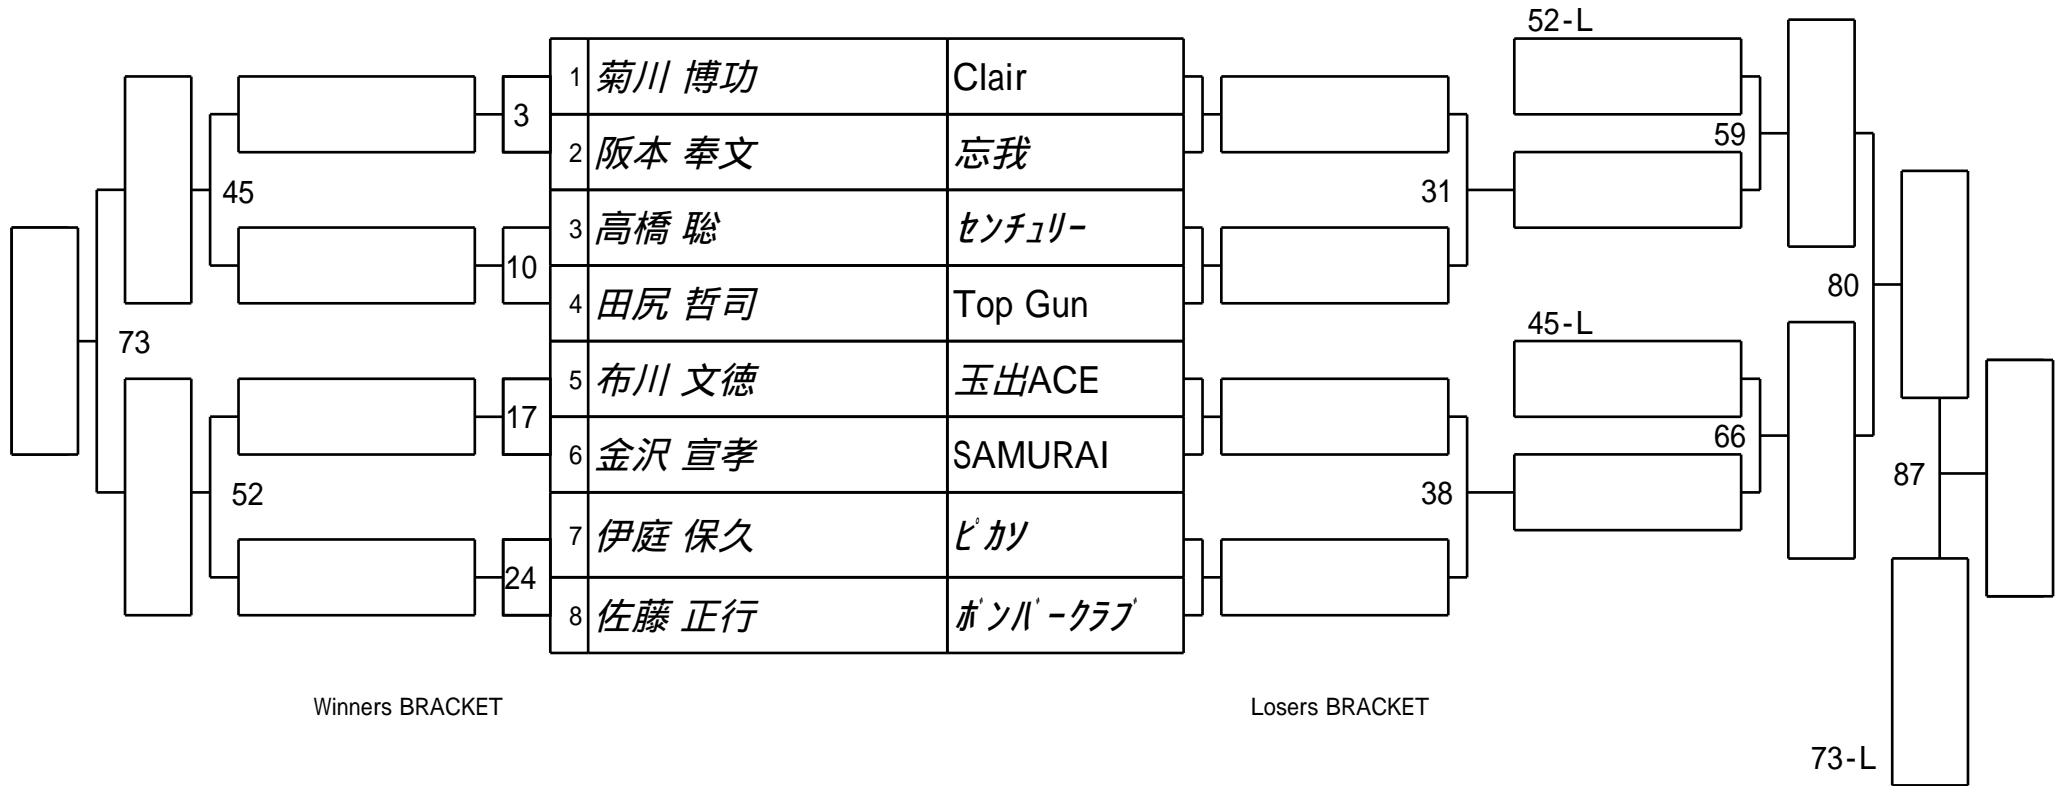 52-L
1 菊川 博功 Clair
3
2 阪本 奉文 忘我
59
45
31
3 高橋 聡 センチュリー
10
4 田尻 哲司 Top Gun
80
45-L
73
5 布川 文徳 玉出ACE
17
66
6 金沢 宣孝 SAMURAI
87
52
38
7 伊庭 保久 ピカソ
24
8 佐藤 正行 ボンバークラブ
Winners BRACKET
Losers BRACKET
73-L